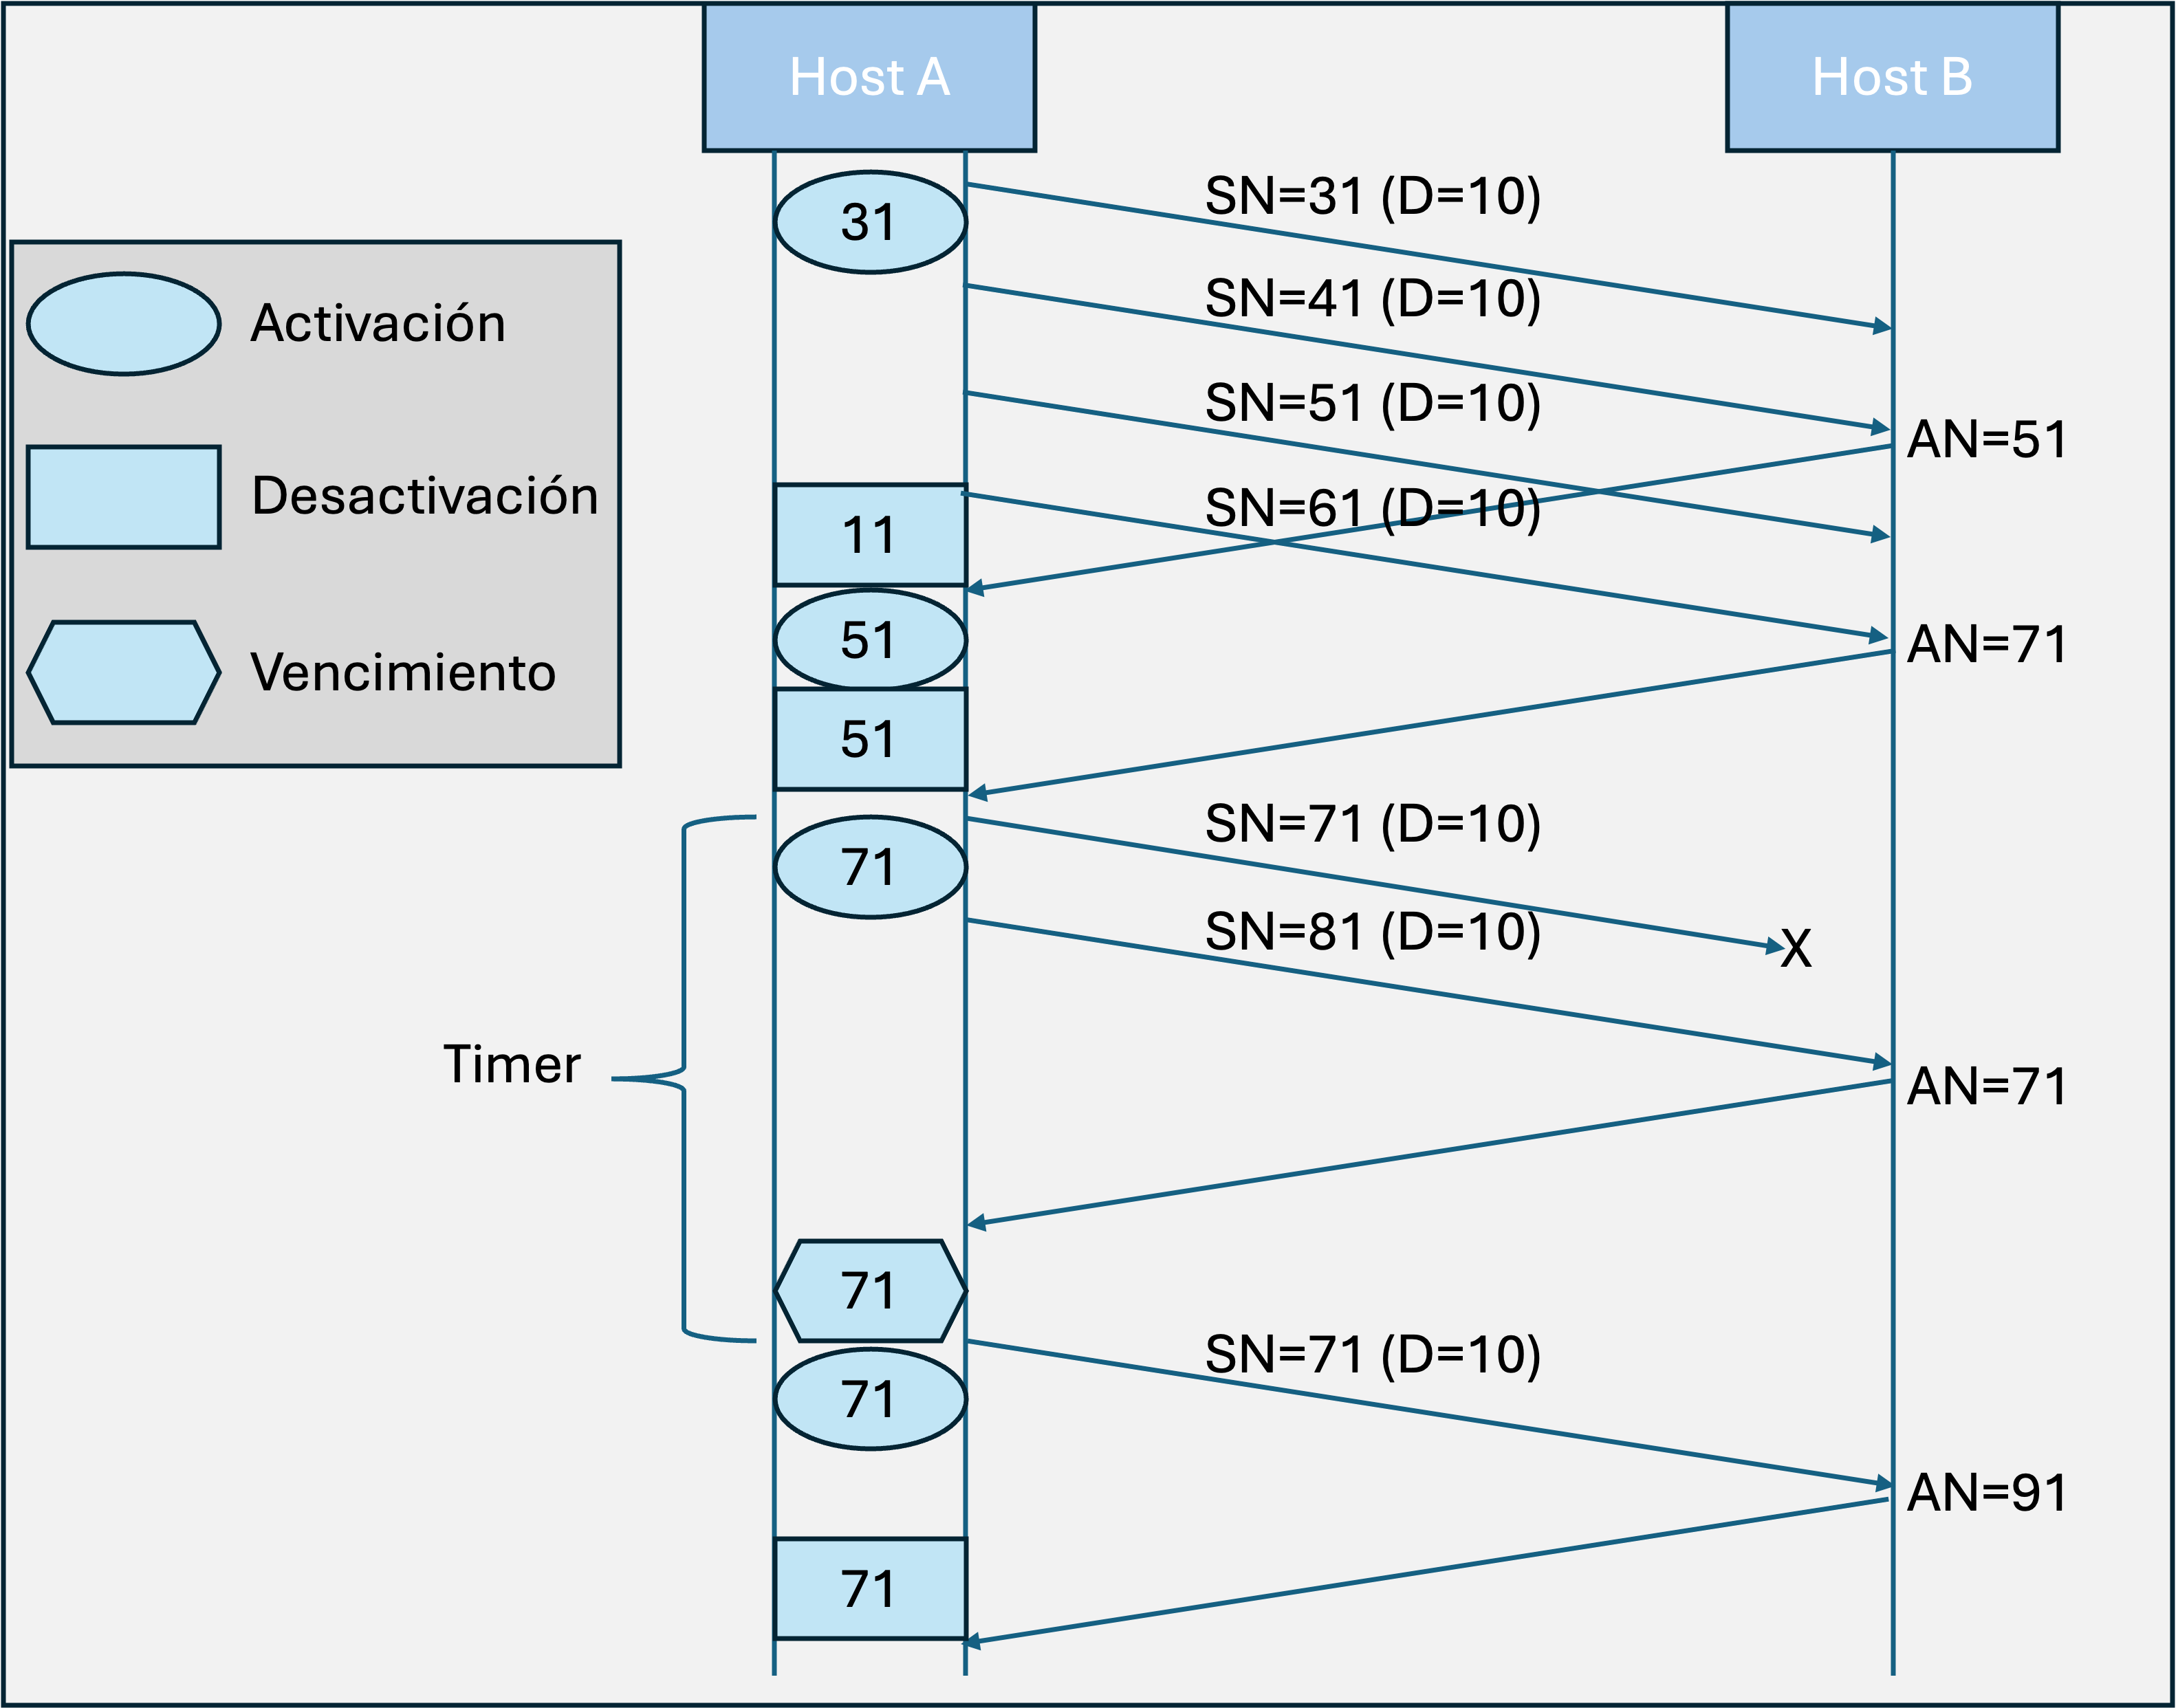 Host A
Host B
SN=31 (D=10)
31
SN=41 (D=10)
Activación
SN=51 (D=10)
AN=51
Desactivación
SN=61 (D=10)
11
51
AN=71
Vencimiento
51
SN=71 (D=10)
71
SN=81 (D=10)
X
Timer
AN=71
71
SN=71 (D=10)
71
AN=91
71